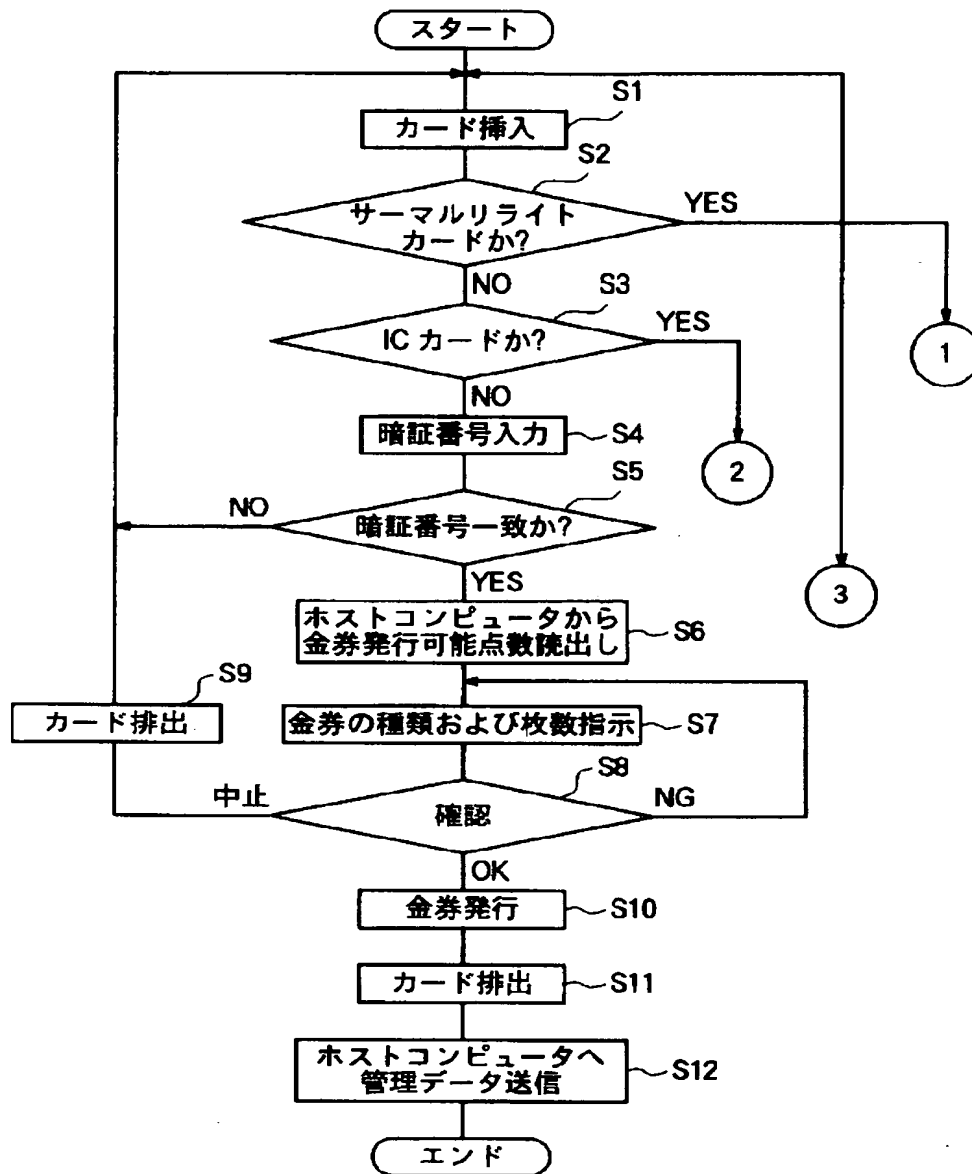 スタート
S1
カード挿入
S2
サーマルリライト
カードか?
YES
NO
S3
ICカードか?
YES
1
NO
暗証番号入力
S4
2
S5
NO
暗証番号一致か?
YES
3
ホストコンピュータから
金券発行可能点数読出し
S6
S9
カード排出
金券の種類および枚数指示
S7
S8
中止
確認
NG
OK
金券発行
S10
カード排出
S11
ホストコンピュータへ
管理データ送信
S12
エンド